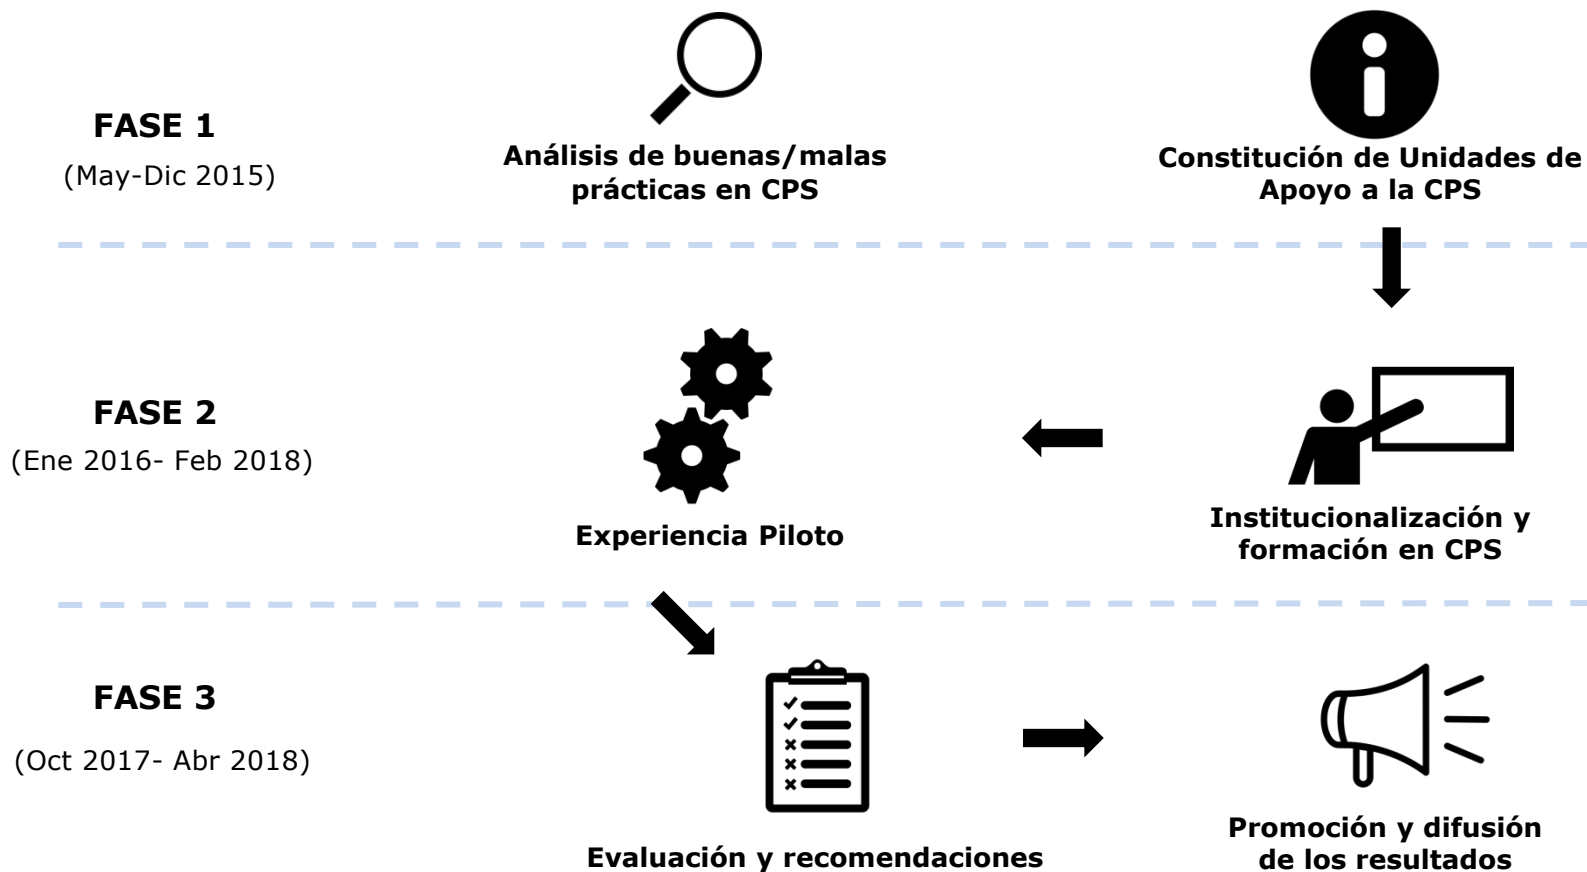 FASE 1
(May-Dic 2015)
Análisis de buenas/malas
prácticas en CPS
Constitución de Unidades de
Apoyo a la CPS
FASE 2
(Ene 2016- Feb 2018)
Experiencia Piloto
Institucionalización y
formación en CPS
FASE 3
(Oct 2017- Abr 2018)
Evaluación y recomendaciones
Promoción y difusión
de los resultados